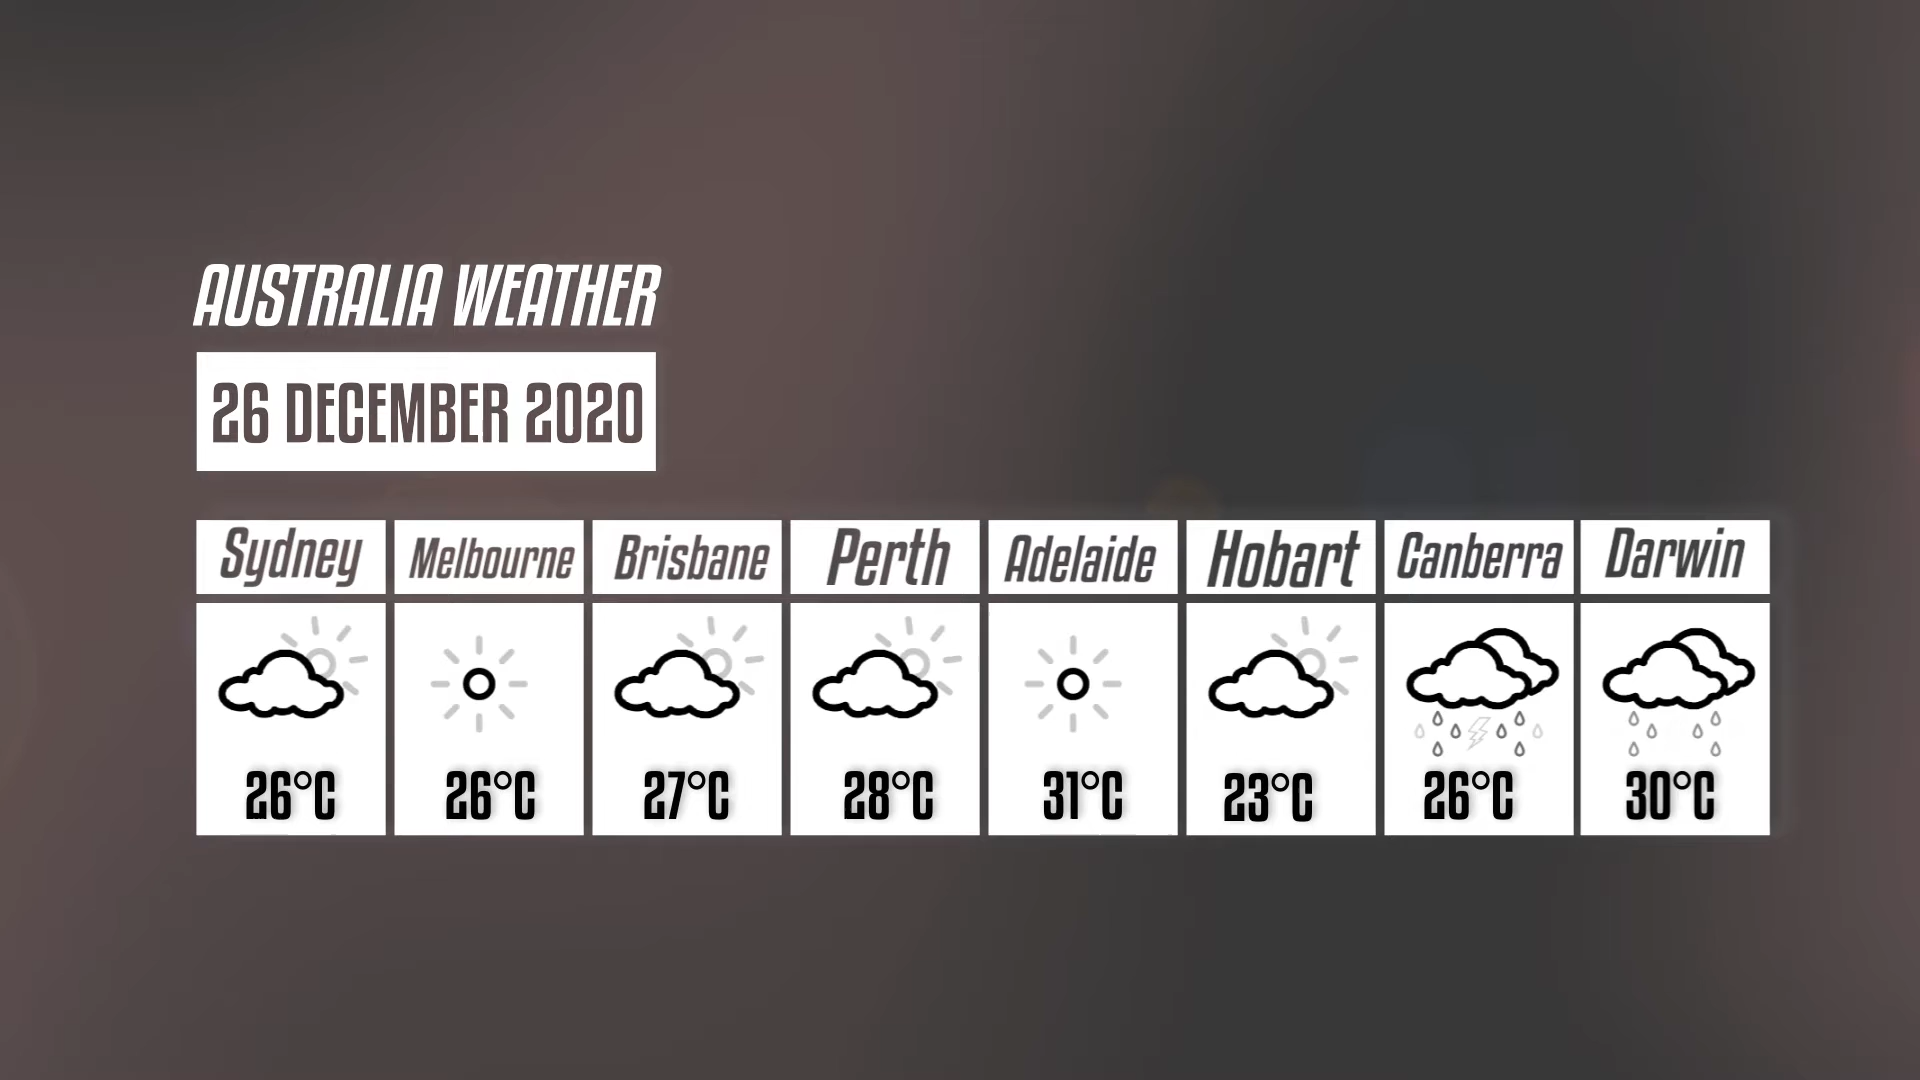 AUSTRALIA WEATHER
26 DECEMBER 2020
Sydney Melbourne Brisbane Perth Adelaide Hobart Canberra Darwin
26°C 26°C 27°C 28°C 31°C 23°C 26°C 30°C